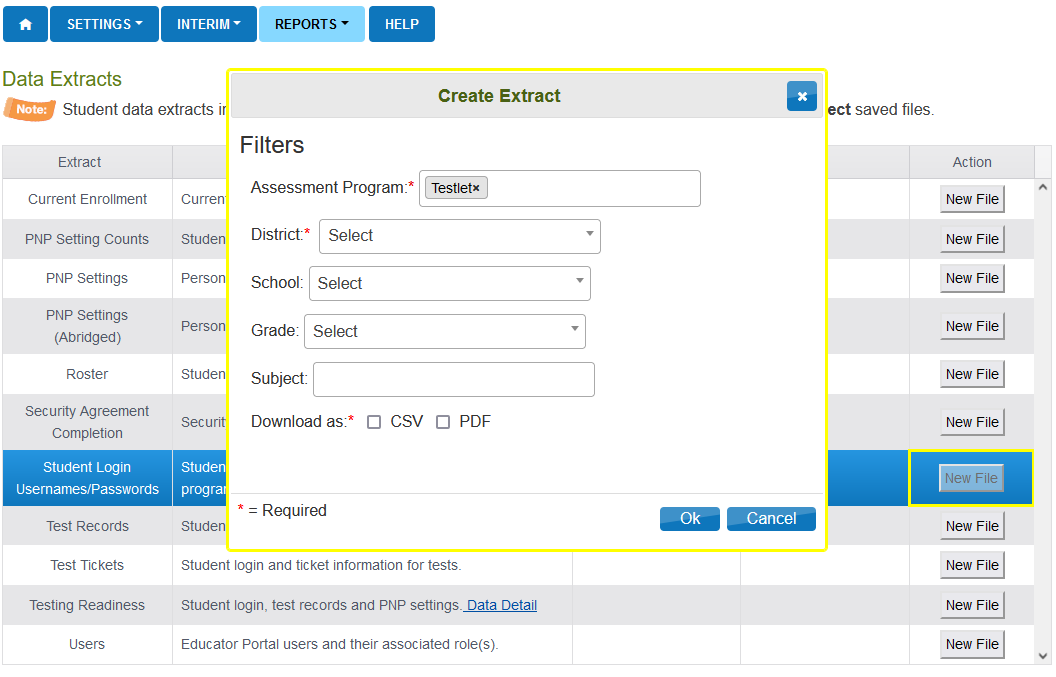 SETTINGS INTERIM REPORTS HELP
Data Extracts
Note: Student data extracts ect saved files.
Create Extract ×
Filters
Assessment Program:* Testlet×
District:* Select
School: Select
Grade: Select
Subject:
Download as:* CSV PDF
* = Required
Ok Cancel
Extract Action
Current Enrollment Curren New File
PNP Setting Counts Studen New File
PNP Settings Person New File
PNP Settings
(Abridged) Person New File
Roster Studen New File
Security Agreement
Completion Securit New File
Student Login Studen
Usernames/Passwords progra New File
Test Records Studen New File
Test Tickets Student login and ticket information for tests. New File
Testing Readiness Student login, test records and PNP settings. Data Detail New File
Users Educator Portal users and their associated role(s). New File